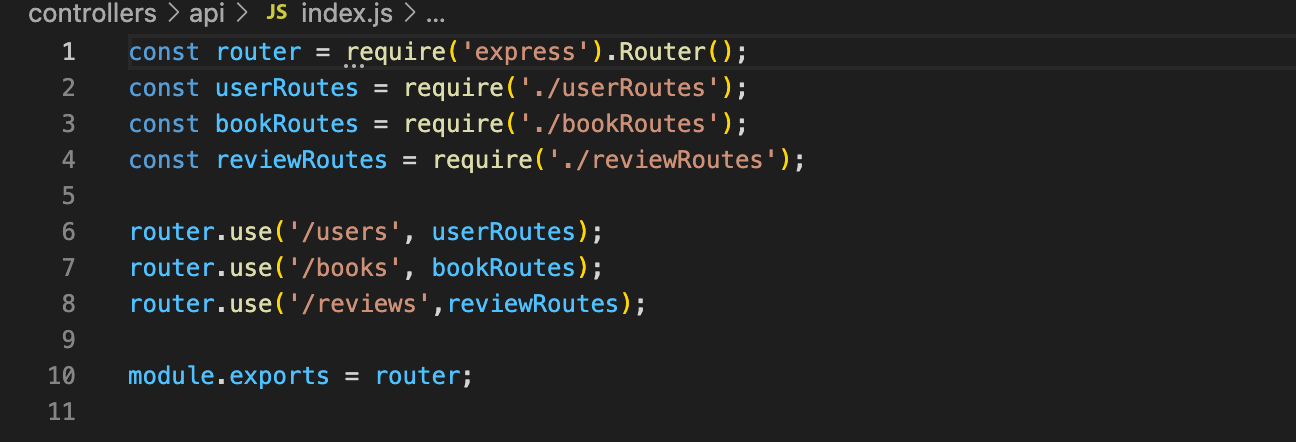 controllers > api > JS index.js > ...
1 const router = require('express').Router();
2 const userRoutes = require('./userRoutes');
3 const bookRoutes = require('./bookRoutes');
4 const reviewRoutes = require('./reviewRoutes');
5
6 router.use('/users', userRoutes);
7 router.use('/books', bookRoutes);
8 router.use('/reviews',reviewRoutes);
9
10 module.exports = router;
11